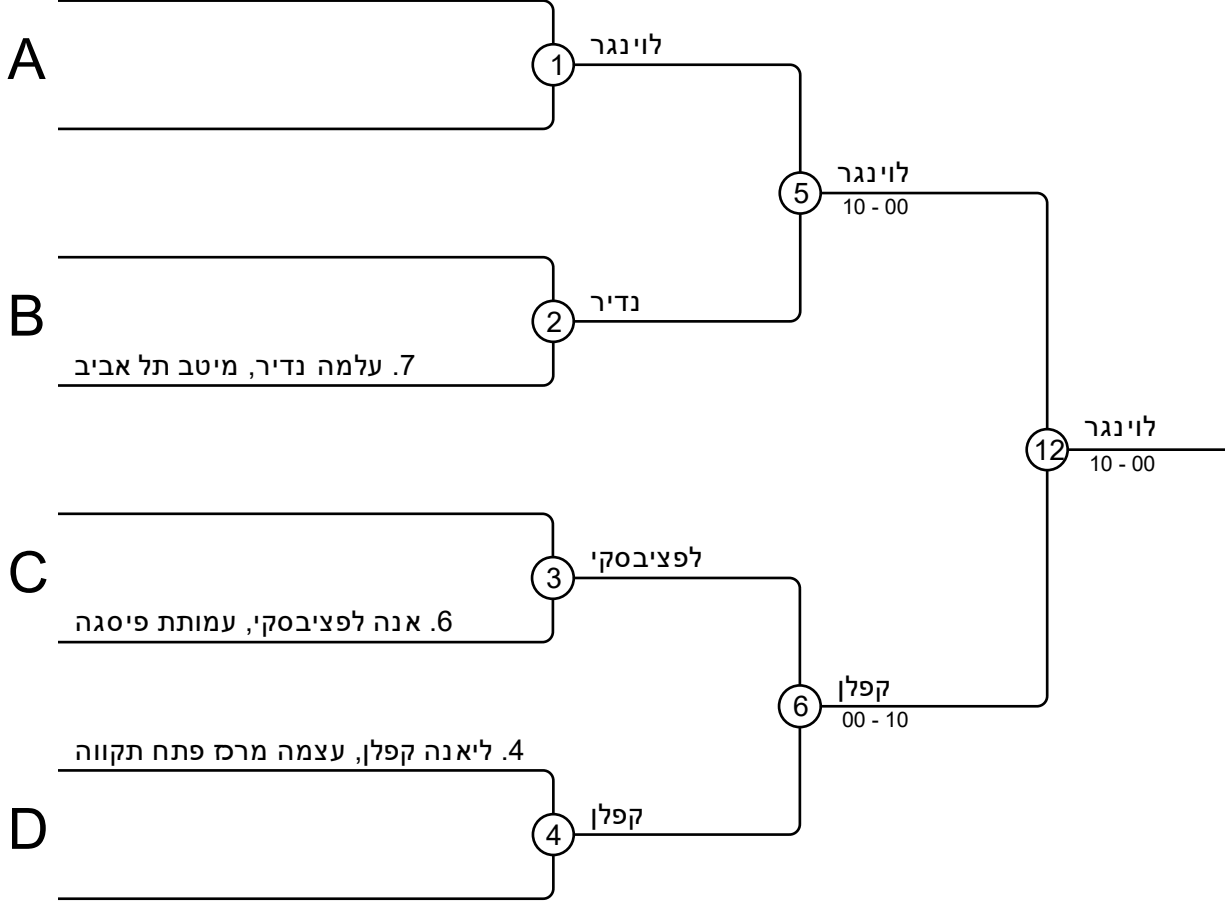 A
1
לוינגר
5
לוינגר
10 - 00
B
2
נדיר
7. עלמה נדיר, מיטב תל אביב
12
לוינגר
10 - 00
C
3
לפציבסקי
6. אנה לפציבסקי, עמותת פיסגה
6
קפלן
00 - 10
4. ליאנה קפלן, עצמה מרכז פתח תקווה
D
4
קפלן